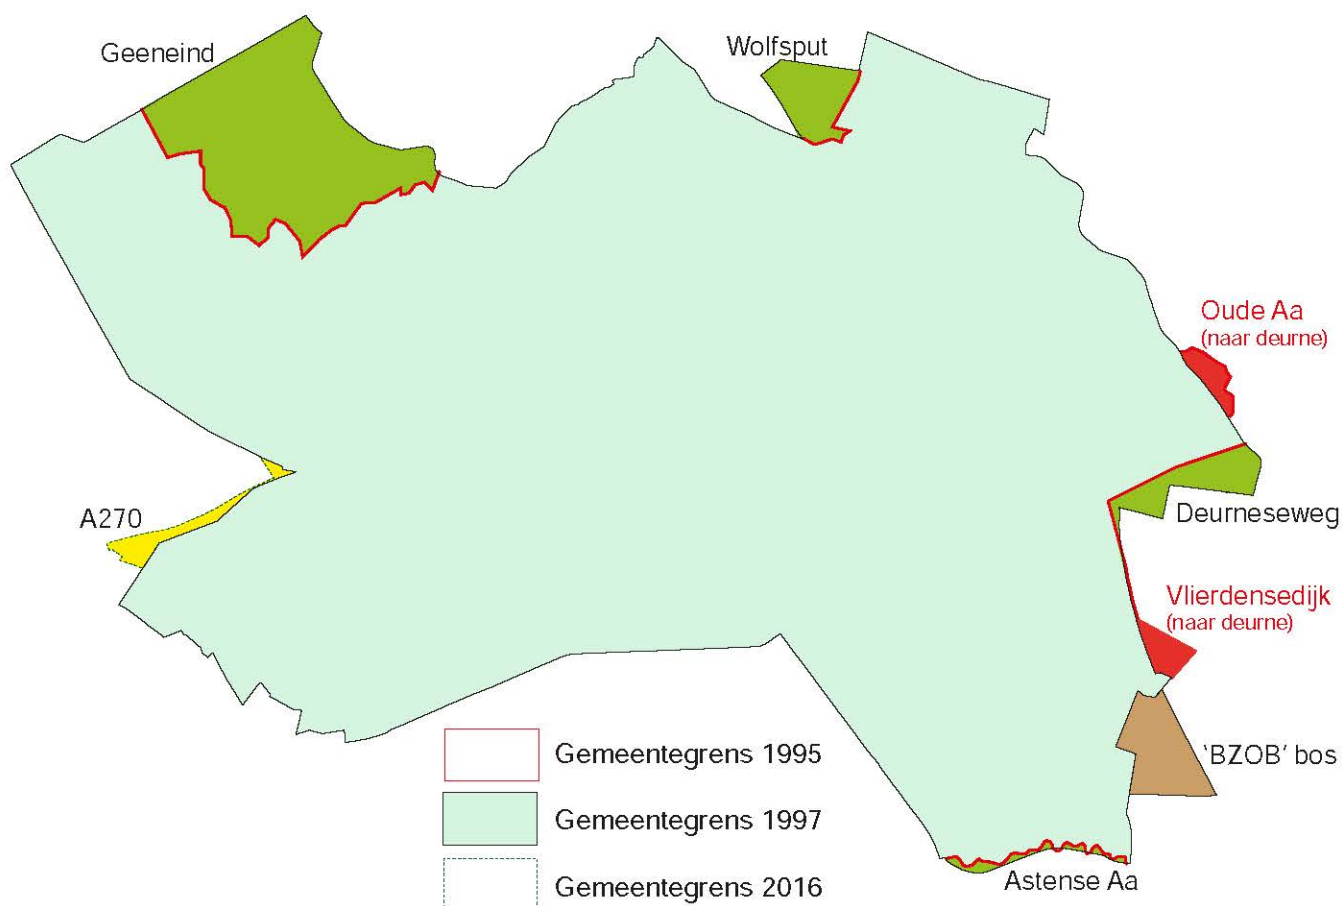 Geeneind
Wolfsput
Oude Aa
(naar deurne)
A270
Deurneseweg
Vlierdensedijk
(naar deurne)
'BZOB' bos
Gemeentegrens 1995
Gemeentegrens 1997
Gemeentegrens 2016
Astense Aa